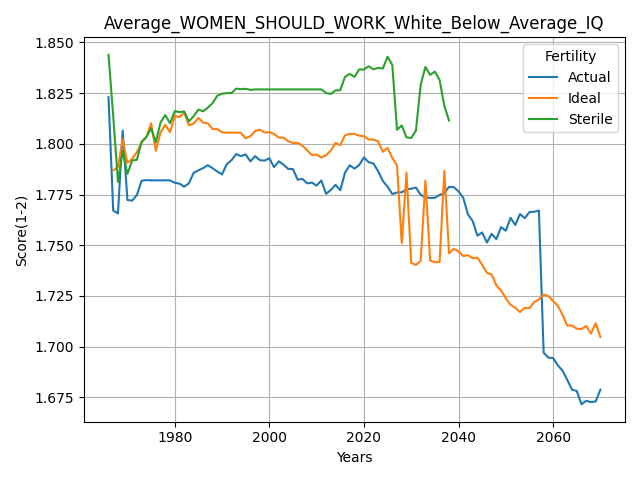 Average_WOMEN_SHOULD_WORK_White_Below_Average_IQ
Fertility
Actual
Ideal
Sterile
Score(1-2)
1.850
1.825
1.800
1.775
1.750
1.725
1.700
1.675
1980
2000
2020
2040
2060
Years